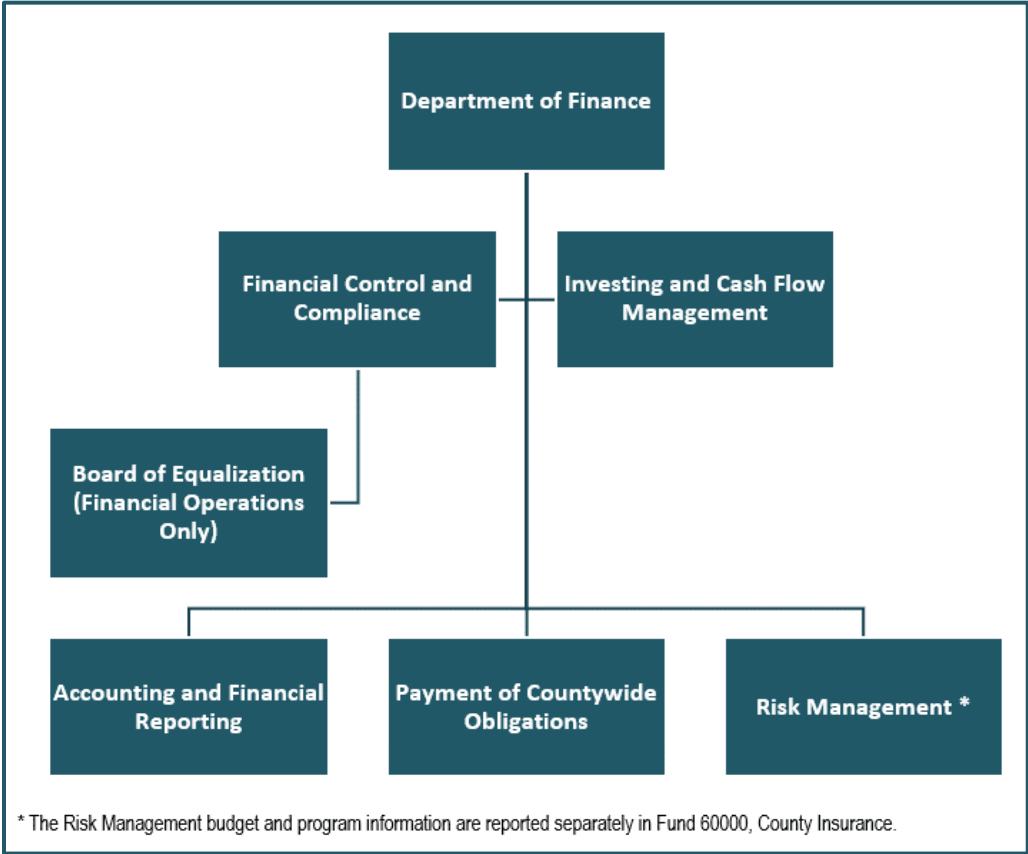 Department of Finance
Financial Control and
Compliance
Investing and Cash Flow
Management
Board of Equalization
(Financial Operations
Only)
Accounting and Financial
Reporting
Payment of Countywide
Obligations
Risk Management *
* The Risk Management budget and program information are reported separately in Fund 60000, County Insurance.